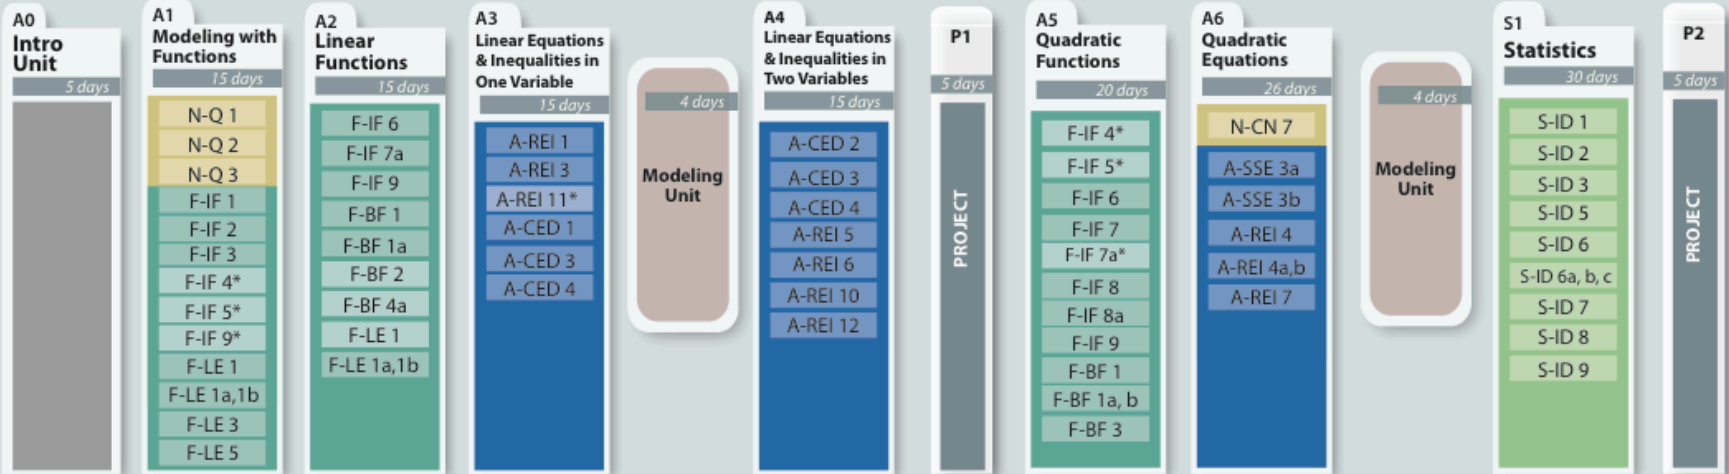 A0
Intro
Unit
5 days
A1
Modeling with
Functions
15 days
N-Q 1
N-Q 2
N-Q 3
F-IF 1
F-IF 2
F-IF 3
F-IF 4*
F-IF 5*
F-IF 9*
F-LE 1
F-LE 1a,1b
F-LE 3
F-LE 5
A2
Linear
Functions
15 days
F-IF 6
F-IF 7a
F-IF 9
F-BF 1
F-BF 1a
F-BF 2
F-BF 4a
F-LE 1
F-LE 1a,1b
A3
Linear Equations
& Inequalities in
One Variable
15 days
A-REI 1
A-REI 3
A-REI 11*
A-CED 1
A-CED 3
A-CED 4
4 days
Modeling
Unit
A4
Linear Equations
& Inequalities in
Two Variables
15 days
A-CED 2
A-CED 3
A-CED 4
A-REI 5
A-REI 6
A-REI 10
A-REI 12
P1
5 days
PROJECT
A5
Quadratic
Functions
20 days
F-IF 4*
F-IF 5*
F-IF 6
F-IF 7
F-IF 7a*
F-IF 8
F-IF 8a
F-IF 9
F-BF 1
F-BF 1a, b
F-BF 3
A6
Quadratic
Equations
26 days
N-CN 7
A-SSE 3a
A-SSE 3b
A-REI 4
A-REI 4a,b
A-REI 7
4 days
Modeling
Unit
S1
Statistics
30 days
S-ID 1
S-ID 2
S-ID 3
S-ID 5
S-ID 6
S-ID 6a, b, c
S-ID 7
S-ID 8
S-ID 9
P2
5 days
PROJECT